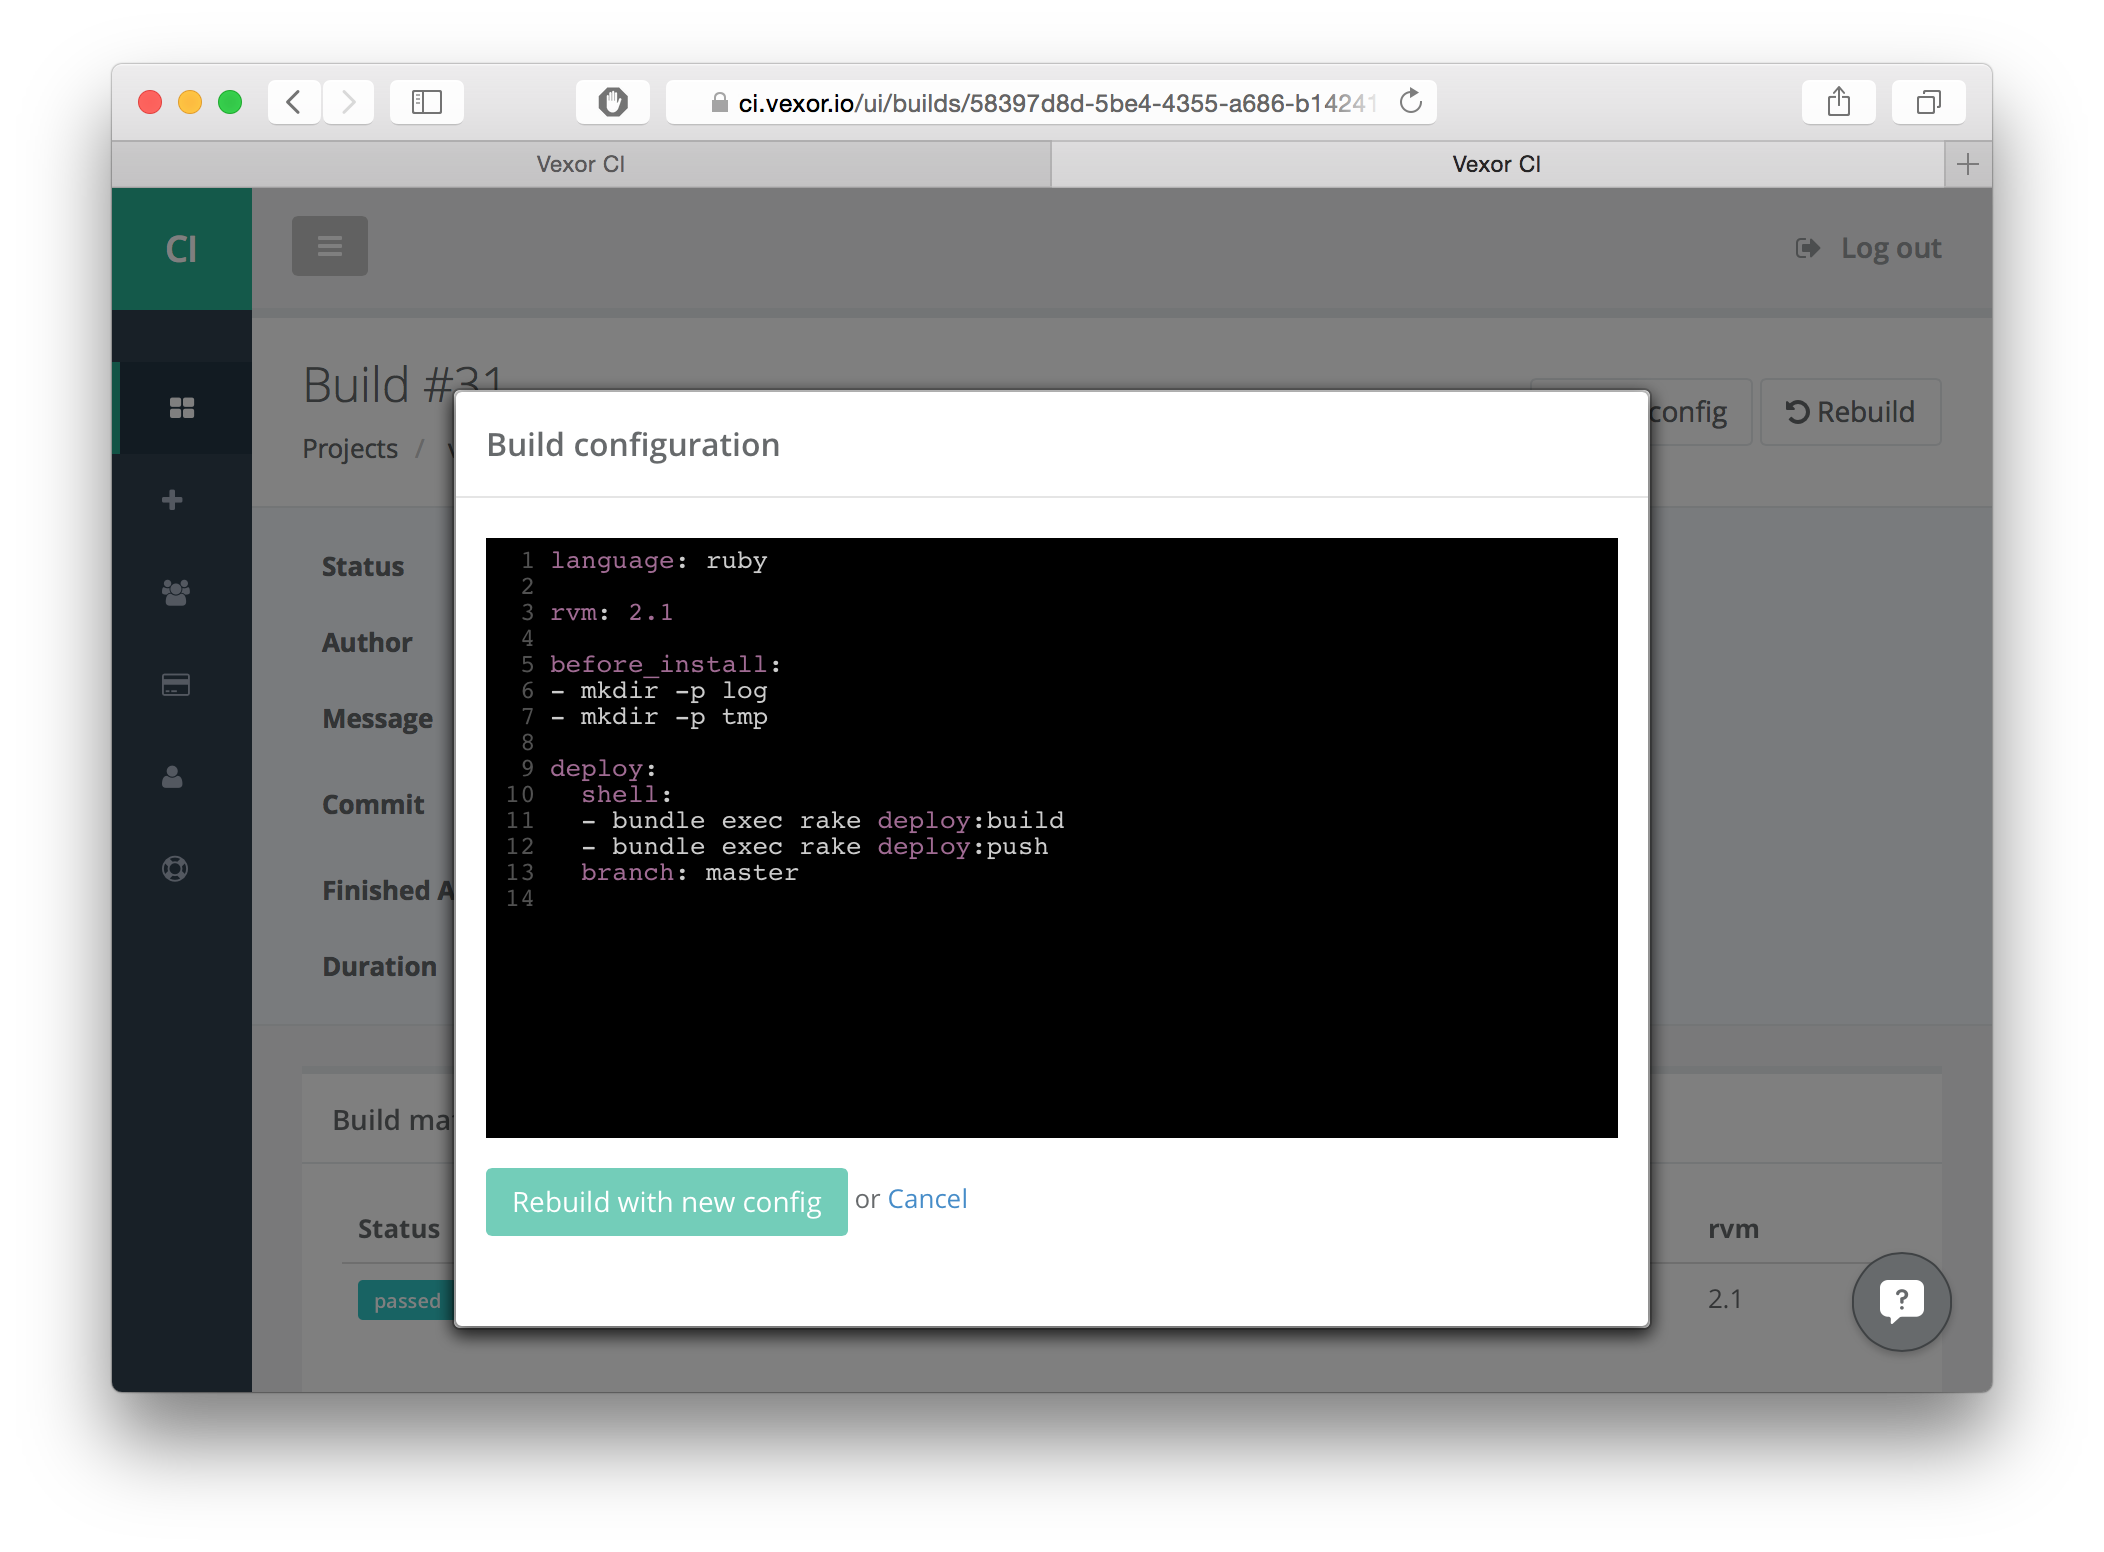 ci.vexor.io/ui/builds/58397d8d-5be4-4355-a686-b14241
Vexor CI
Vexor CI
CI
Log out
Build #31
Projects /
config
Rebuild
Build configuration
Status
Author
Message
Commit
Finished
Duration
1 language: ruby
2
3 rvm: 2.1
4
5 before_install:
6 - mkdir -p log
7 - mkdir -p tmp
8
9 deploy:
10   shell:
11   - bundle exec rake deploy:build
12   - bundle exec rake deploy:push
13   branch: master
14
Rebuild with new config or Cancel
Build
Status
rvm
passed
2.1
?